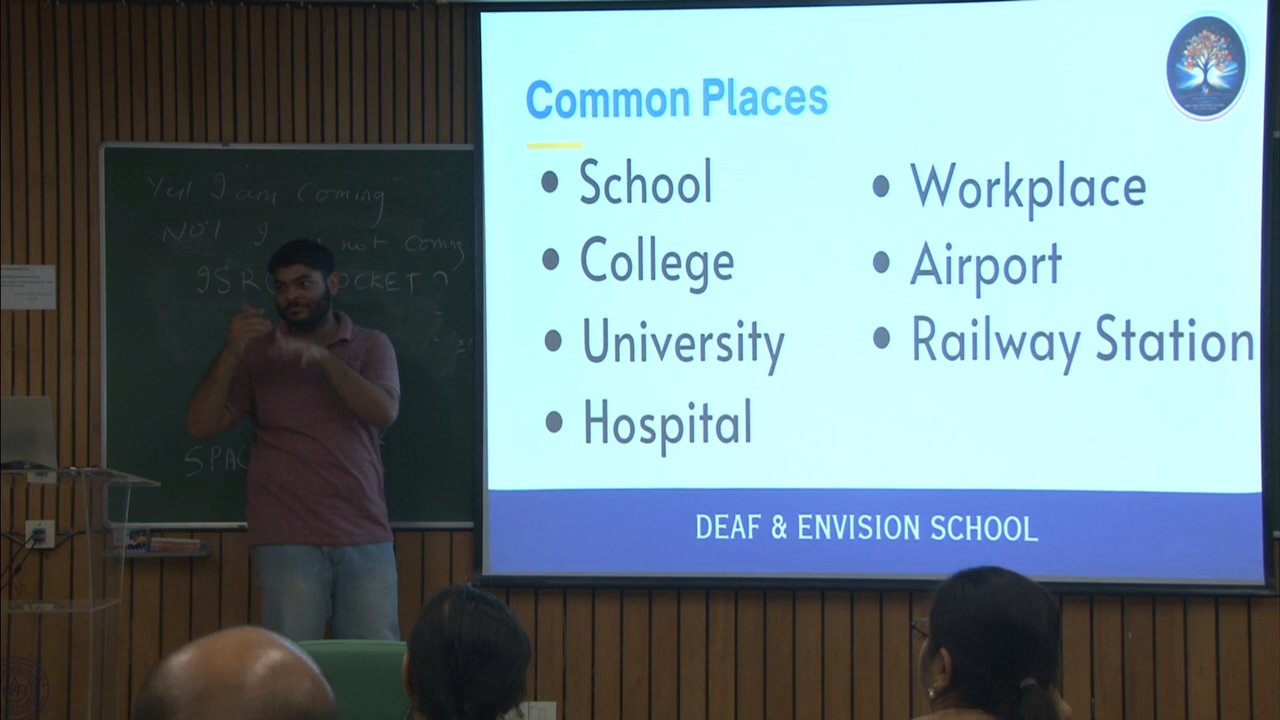 Yes! I am coming
NO! I not coming
ISRO ROCKET ?
SPAC
Common Places
• School
• College
• University
• Hospital
• Workplace
• Airport
• Railway Station
DEAF & ENVISION SCHOOL